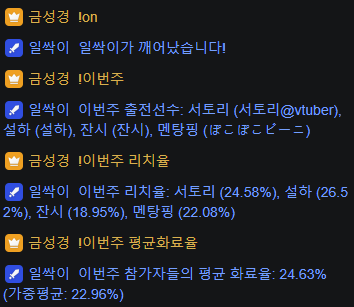 금성경 !on
일싹이 일싹이가 깨어났습니다!
금성경 !이번주
일싹이 이번주 출전선수: 서토리 (서토리@vtuber),
설하 (설하), 잔시 (잔시), 멘탕핑 (ぽこぽこピーニ)
금성경 !이번주 리치율
일싹이 이번주 리치율: 서토리 (24.58%), 설하 (26.5
2%), 잔시 (18.95%), 멘탕핑 (22.08%)
금성경 !이번주 평균화료율
일싹이 이번주 참가자들의 평균 화료율: 24.63%
(가중평균: 22.96%)